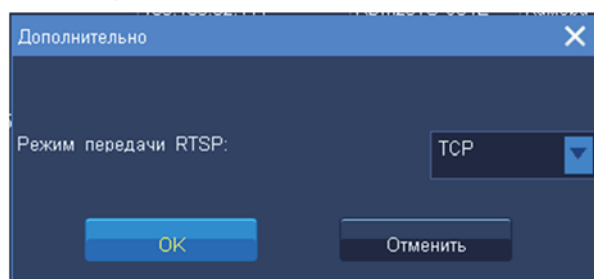 Дополнительно
Режим передачи RTSP:
TCP
OK
Отменить